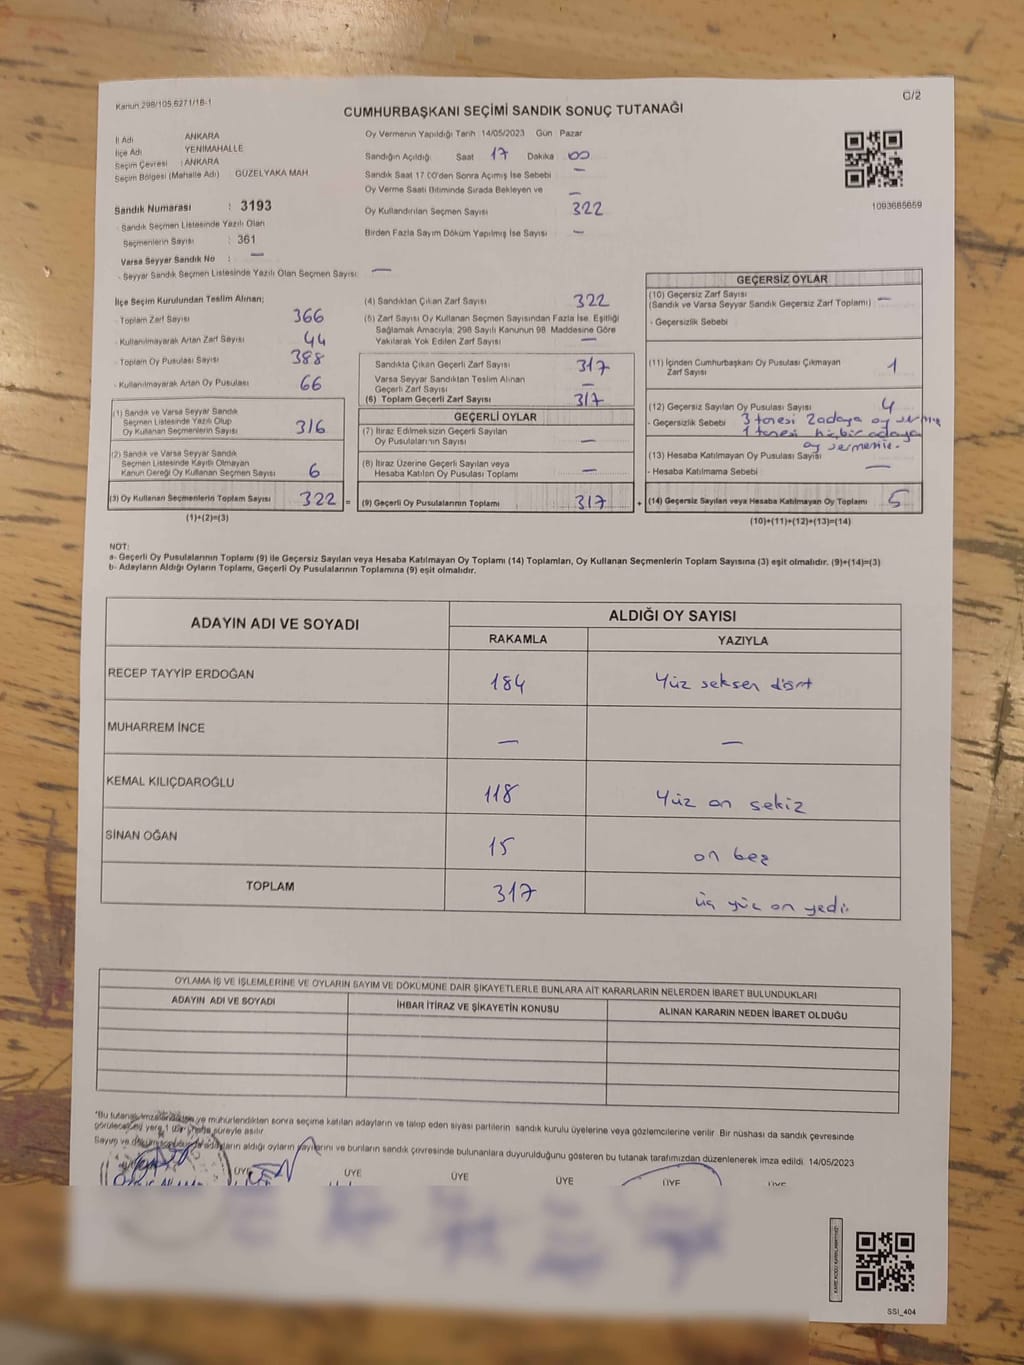 Kanun 298/105,6271/18-1
C/2
CUMHURBAŞKANI SEÇİMİ SANDIK SONUÇ TUTANAĞI
İl Adı ANKARA
İlçe Adı YENİMAHALLE
Seçim Çevresi : ANKARA
Seçim Bölgesi (Mahalle Adı) GÜZELYAKA MAH.
Sandık Numarası : 3193
- Sandık Seçmen Listesinde Yazılı Olan
Seçmenlerin Sayısı : 361
Varsa Seyyar Sandık No : —
- Seyyar Sandık Seçmen Listesinde Yazılı Olan Seçmen Sayısı: —
Oy Vermenin Yapıldığı Tarih : 14/05/2023 Gün : Pazar
Sandığın Açıldığı Saat 17 Dakika 00
Sandık Saat 17:00'den Sonra Açımış İse Sebebi —
Oy Verme Saati Bitiminde Sırada Bekleyen ve
Oy Kullandırılan Seçmen Sayısı 322
Birden Fazla Sayım Döküm Yapılmış İse Sayısı —
1093685659
İlçe Seçim Kurulundan Teslim Alınan;
- Toplam Zarf Sayısı 366
- Kullanılmayarak Artan Zarf Sayısı 44
- Toplam Oy Pusulası Sayısı 388
- Kullanılmayarak Artan Oy Pusulası 66
(1) Sandık ve Varsa Seyyar Sandık
Seçmen Listesinde Yazılı Olup
Oy Kullanan Seçmenlerin Sayısı 316
(2) Sandık ve Varsa Seyyar Sandık
Seçmen Listesinde Kayıtlı Olmayan
Kanun Gereği Oy Kullanan Seçmen Sayısı 6
(3) Oy Kullanan Seçmenlerin Toplam Sayısı 322 =
(1)+(2)=(3)
(4) Sandıktan Çıkan Zarf Sayısı 322
(5) Zarf Sayısı Oy Kullanan Seçmen Sayısından Fazla İse, Eşitliği
Sağlamak Amacıyla; 298 Sayılı Kanunun 98. Maddesine Göre
Yakılarak Yok Edilen Zarf Sayısı —
Sandıkta Çıkan Geçerli Zarf Sayısı 317
Varsa Seyyar Sandıktan Teslim Alınan
Geçerli Zarf Sayısı —
(6) Toplam Geçerli Zarf Sayısı 317
GEÇERLİ OYLAR
(7) İtiraz Edilmeksizin Geçerli Sayılan
Oy Pusulalarının Sayısı —
(8) İtiraz Üzerine Geçerli Sayılan veya
Hesaba Katılan Oy Pusulası Toplamı —
(9) Geçerli Oy Pusulalarının Toplamı 317 +
GEÇERSİZ OYLAR
(10) Geçersiz Zarf Sayısı
(Sandık ve Varsa Seyyar Sandık Geçersiz Zarf Toplamı) —
- Geçersizlik Sebebi
(11) İçinden Cumhurbaşkanı Oy Pusulası Çıkmayan
Zarf Sayısı 1
(12) Geçersiz Sayılan Oy Pusulası Sayısı 4
- Geçersizlik Sebebi 3 tanesi 2 adaya oy vermiş
1 tanesi hiçbir adaya
oy vermemiş.
(13) Hesaba Katılmayan Oy Pusulası Sayısı —
- Hesaba Katılmama Sebebi
(14) Geçersiz Sayılan veya Hesaba Katılmayan Oy Toplamı 5
(10)+(11)+(12)+(13)=(14)
NOT:
a- Geçerli Oy Pusulalarının Toplamı (9) ile Geçersiz Sayılan veya Hesaba Katılmayan Oy Toplamı (14) Toplamları, Oy Kullanan Seçmenlerin Toplam Sayısına (3) eşit olmalıdır. (9)+(14)=(3)
b- Adayların Aldığı Oyların Toplamı, Geçerli Oy Pusulalarının Toplamına (9) eşit olmalıdır.
ADAYIN ADI VE SOYADI
ALDIĞI OY SAYISI
RAKAMLA YAZIYLA
RECEP TAYYİP ERDOĞAN 184 Yüz seksen dört
MUHARREM İNCE — —
KEMAL KILIÇDAROĞLU 118 Yüz on sekiz
SİNAN OĞAN 15 on beş
TOPLAM 317 üç yüz on yedi
OYLAMA İŞ VE İŞLEMLERİNE VE OYLARIN SAYIM VE DÖKÜMÜNE DAİR ŞİKAYETLERLE BUNLARA AİT KARARLARIN NELERDEN İBARET BULUNDUKLARI
ADAYIN ADI VE SOYADI İHBAR İTİRAZ VE ŞİKAYETİN KONUSU ALINAN KARARIN NEDEN İBARET OLDUĞU
*Bu tutanak imzalandıktan ve mühürlendikten sonra seçime katılan adayların ve talep eden siyasi partilerin sandık kurulu üyelerine veya gözlemcilerine verilir. Bir nüshası da sandık çevresinde
görülecek bir yere 1 süreyle asılır.
Sayım ve döküm adayların aldığı oyların sayılarını ve bunların sandık çevresinde bulunanlara duyurulduğunu gösteren bu tutanak tarafımızdan düzenlenerek imza edildi. 14/05/2023
ÜYE ÜYE ÜYE ÜYE ÜYE ÜYE
SSI_404